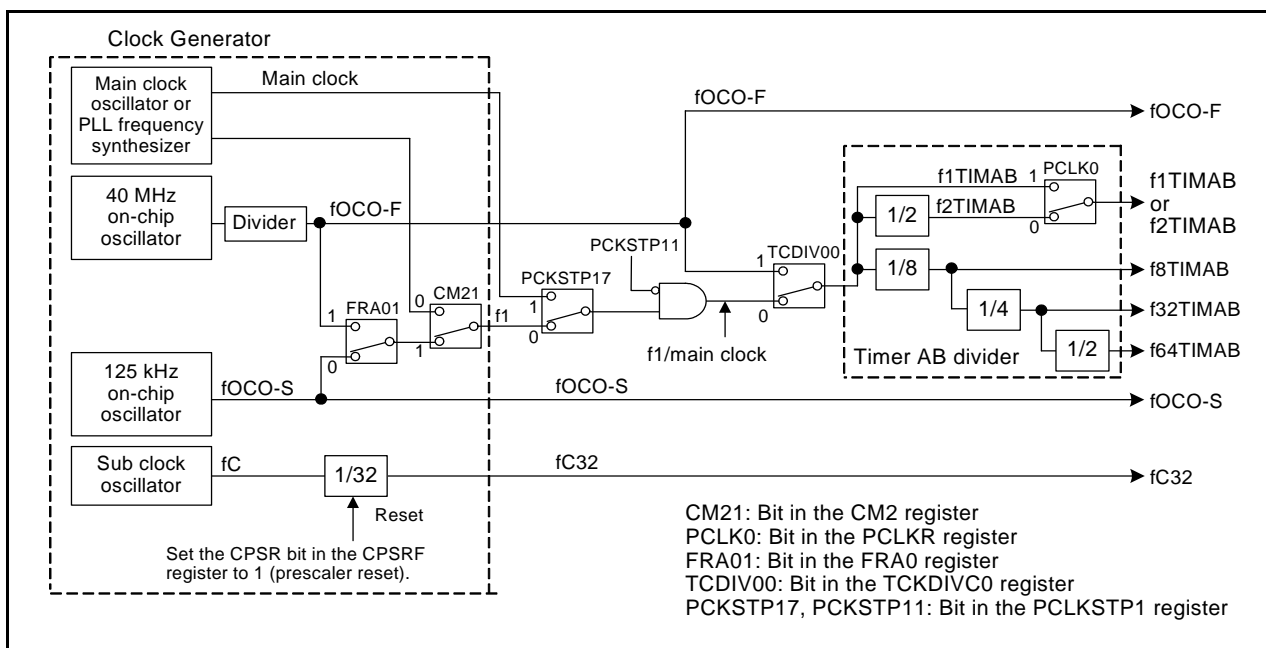 Clock Generator
Main clock
oscillator or
PLL frequency
synthesizer
Main clock
40 MHz
on-chip
oscillator
Divider
fOCO-F
fOCO-F
fOCO-F
FRA01
1
0
CM21
0
1
f1
PCKSTP17
1
0
PCKSTP11
f1/main clock
TCDIV00
1
0
f1TIMAB
1
PCLK0
1/2
f2TIMAB
0
f1TIMAB
or
f2TIMAB
1/8
f8TIMAB
1/4
f32TIMAB
1/2
f64TIMAB
Timer AB divider
125 kHz
on-chip
oscillator
fOCO-S
fOCO-S
fOCO-S
Sub clock
oscillator
fC
1/32
fC32
fC32
Reset
Set the CPSR bit in the CPSRF
register to 1 (prescaler reset).
CM21: Bit in the CM2 register
PCLK0: Bit in the PCLKR register
FRA01: Bit in the FRA0 register
TCDIV00: Bit in the TCKDIVC0 register
PCKSTP17, PCKSTP11: Bit in the PCLKSTP1 register